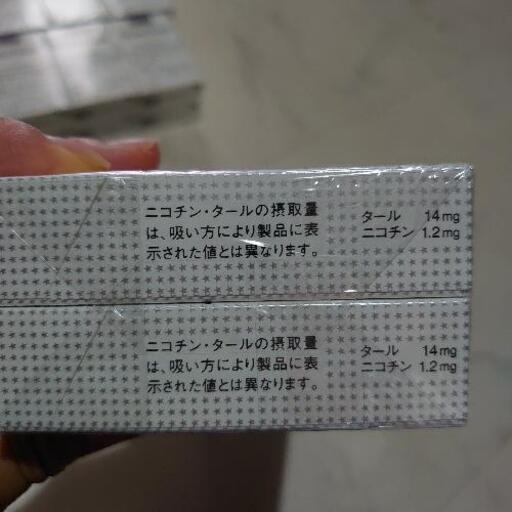 ニコチン・タールの摂取量
は、吸い方により製品に表
示された値とは異なります。
タール 14mg
ニコチン 1.2mg
ニコチン・タールの摂取量
は、吸い方により製品に表
示された値とは異なります。
タール 14mg
ニコチン 1.2mg